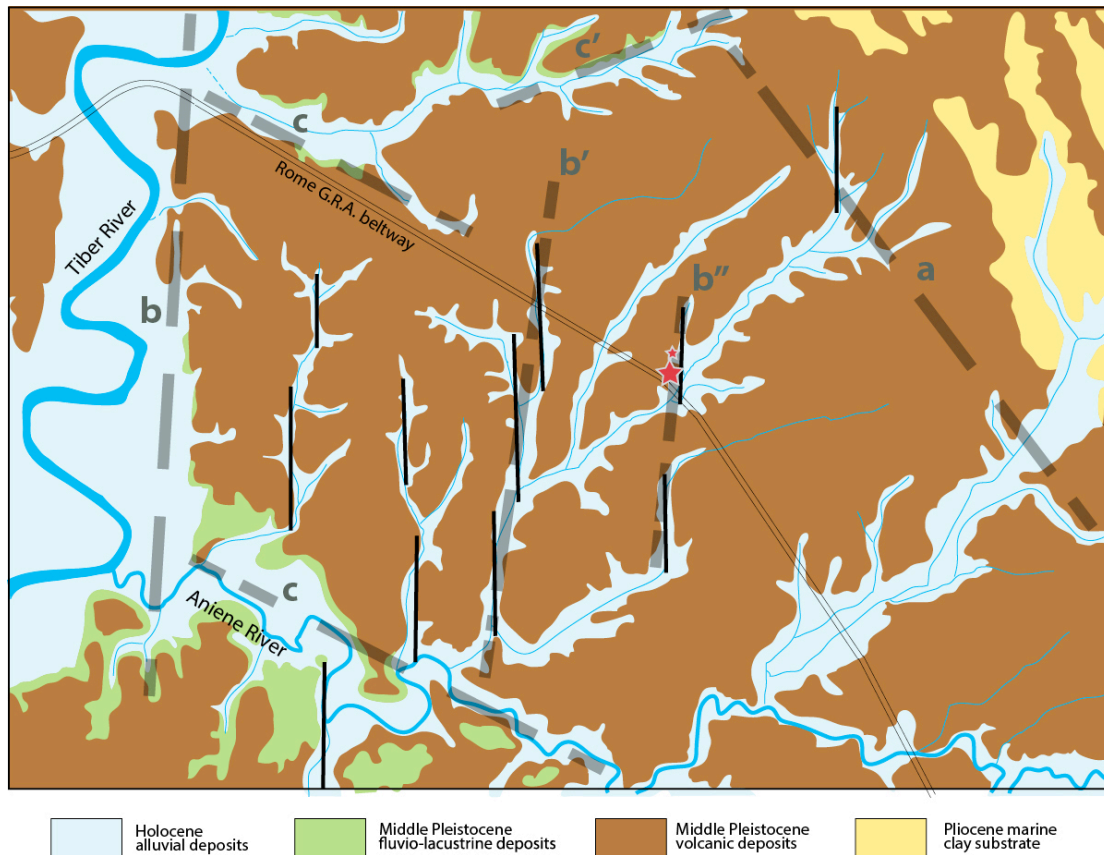 c'
c
b'
Rome G.R.A. beltway
Tiber River
b''
a
b
c
Aniene River
Holocene
alluvial deposits
Middle Pleistocene
fluvio-lacustrine deposits
Middle Pleistocene
volcanic deposits
Pliocene marine
clay substrate